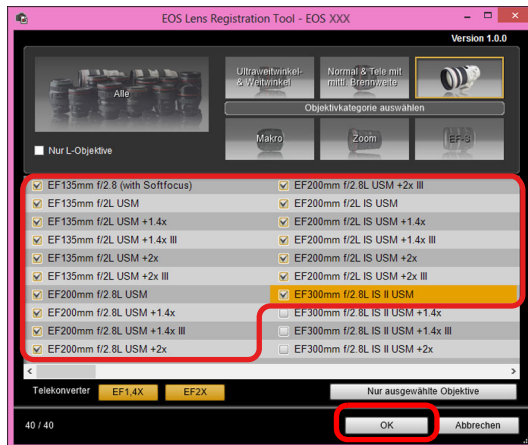 EOS Lens Registration Tool - EOS XXX
Version 1.0.0
Alle
Ultraweitwinkel-
& Weitwinkel
Normal & Tele mit
mittl. Brennweite
Objektivkategorie auswählen
Makro
Zoom
EF-S
Nur L-Objektive
EF135mm f/2.8 (with Softfocus)
EF135mm f/2L USM
EF135mm f/2L USM +1.4x
EF135mm f/2L USM +1.4x III
EF135mm f/2L USM +2x
EF135mm f/2L USM +2x III
EF200mm f/2.8L USM
EF200mm f/2.8L USM +1.4x
EF200mm f/2.8L USM +1.4x III
EF200mm f/2.8L USM +2x
EF200mm f/2.8L USM +2x III
EF200mm f/2L IS USM
EF200mm f/2L IS USM +1.4x
EF200mm f/2L IS USM +1.4x III
EF200mm f/2L IS USM +2x
EF200mm f/2L IS USM +2x III
EF300mm f/2.8L IS II USM
EF300mm f/2.8L IS II USM +1.4x
EF300mm f/2.8L IS II USM +1.4x III
EF300mm f/2.8L IS II USM +2x
Telekonverter
EF1,4X
EF2X
Nur ausgewählte Objektive
40 / 40
OK
Abbrechen